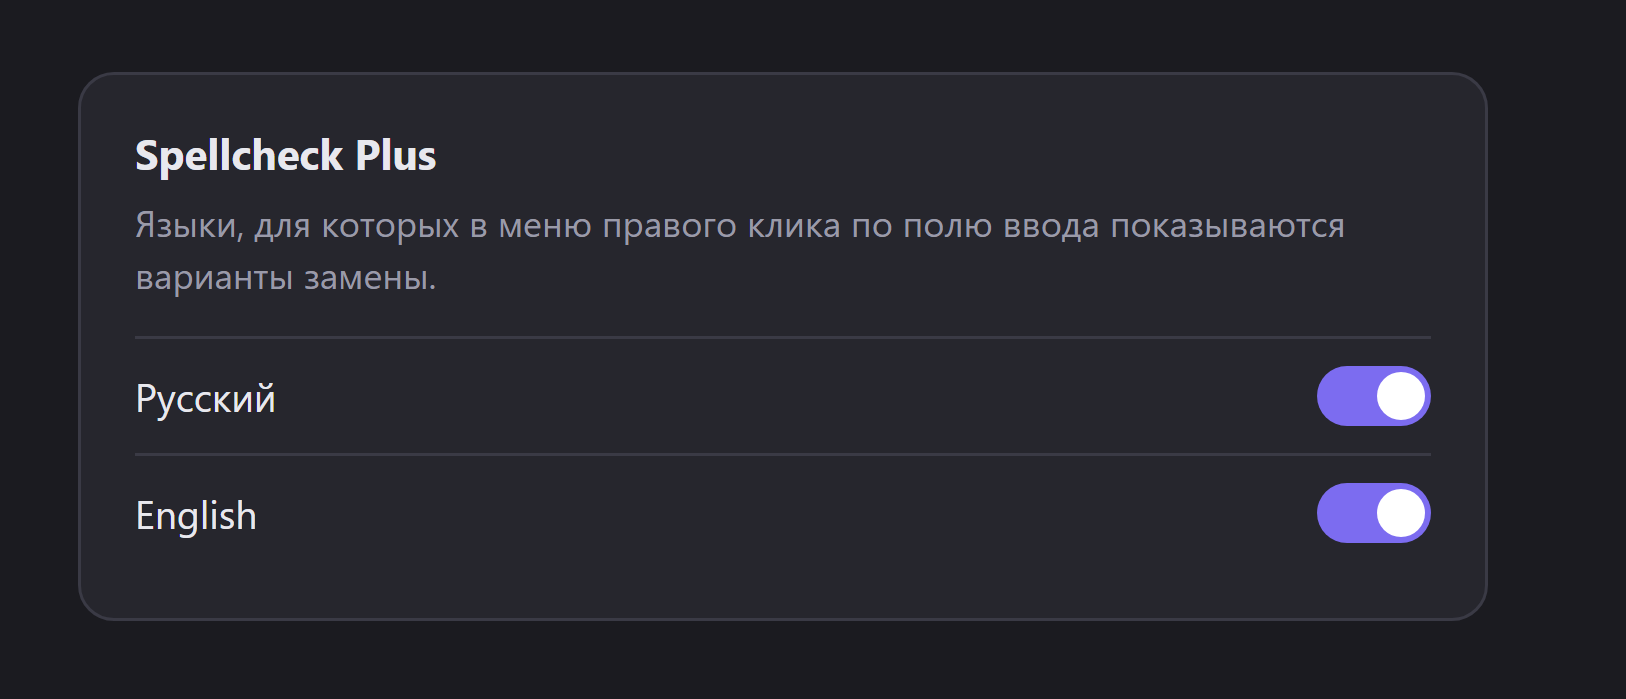 Spellcheck Plus
Языки, для которых в меню правого клика по полю ввода показываются
варианты замены.
Русский
English